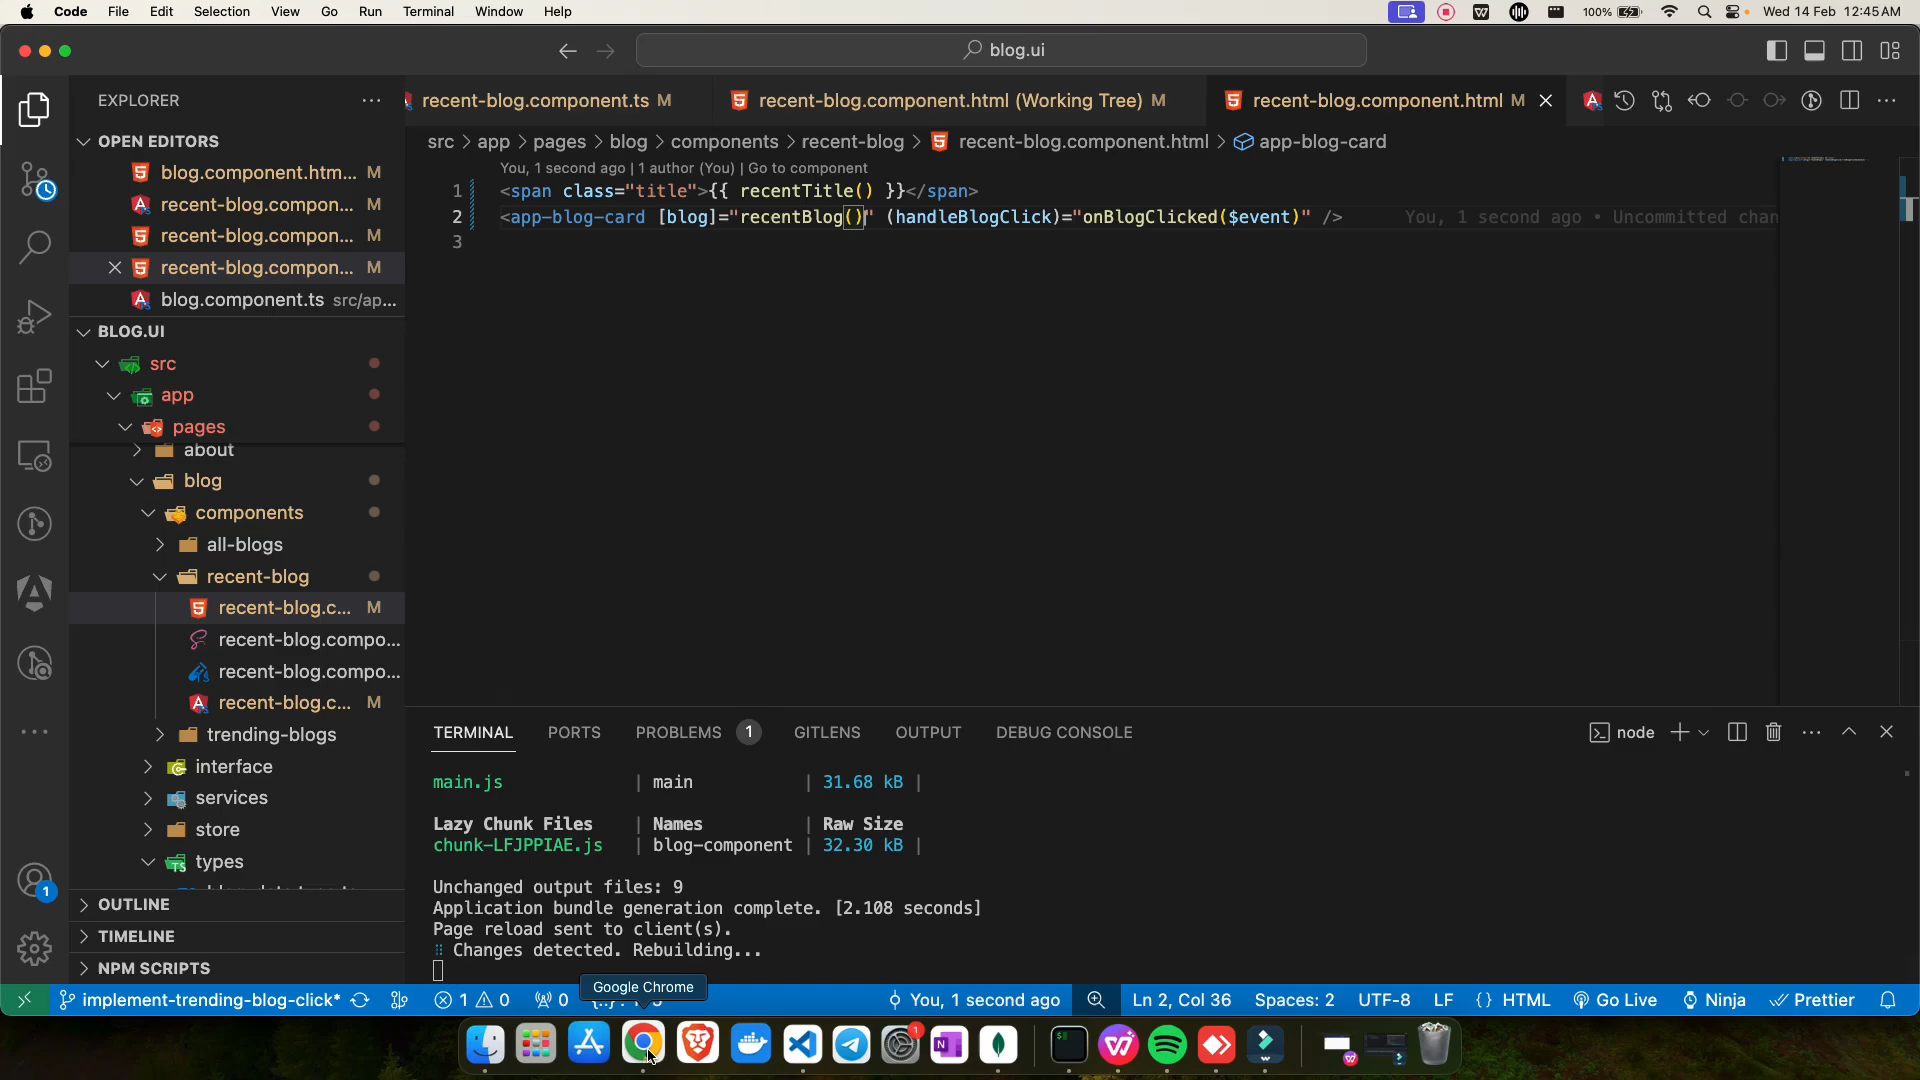 Code File Edit Selection View Go Run Terminal Window Help
100% Wed 14 Feb 12:45 AM
blog.ui
EXPLORER
recent-blog.component.ts M
recent-blog.component.html (Working Tree) M
recent-blog.component.html M
src > app > pages > blog > components > recent-blog > recent-blog.component.html > app-blog-card
OPEN EDITORS
blog.component.htm... M
recent-blog.compon... M
recent-blog.compon... M
recent-blog.compon... M
blog.component.ts src/ap...
You, 1 second ago | 1 author (You) | Go to component
1 <span class="title">{{ recentTitle() }}</span>
2 <app-blog-card [blog]="recentBlog()" (handleBlogClick)="onBlogClicked($event)" /> You, 1 second ago • Uncommitted chan
3
BLOG.UI
src
app
pages
about
blog
components
all-blogs
recent-blog
recent-blog.c... M
recent-blog.compo...
recent-blog.compo...
recent-blog.c... M
trending-blogs
interface
services
store
types
OUTLINE
TIMELINE
NPM SCRIPTS
TERMINAL PORTS PROBLEMS 1 GITLENS OUTPUT DEBUG CONSOLE
node
main.js | main | 31.68 kB |
Lazy Chunk Files | Names | Raw Size
chunk-LFJPPIAE.js | blog-component | 32.30 kB |
Unchanged output files: 9
Application bundle generation complete. [2.108 seconds]
Page reload sent to client(s).
Changes detected. Rebuilding...
Google Chrome
1
implement-trending-blog-click* 1 0 0 You, 1 second ago Ln 2, Col 36 Spaces: 2 UTF-8 LF {} HTML Go Live Ninja Prettier
1